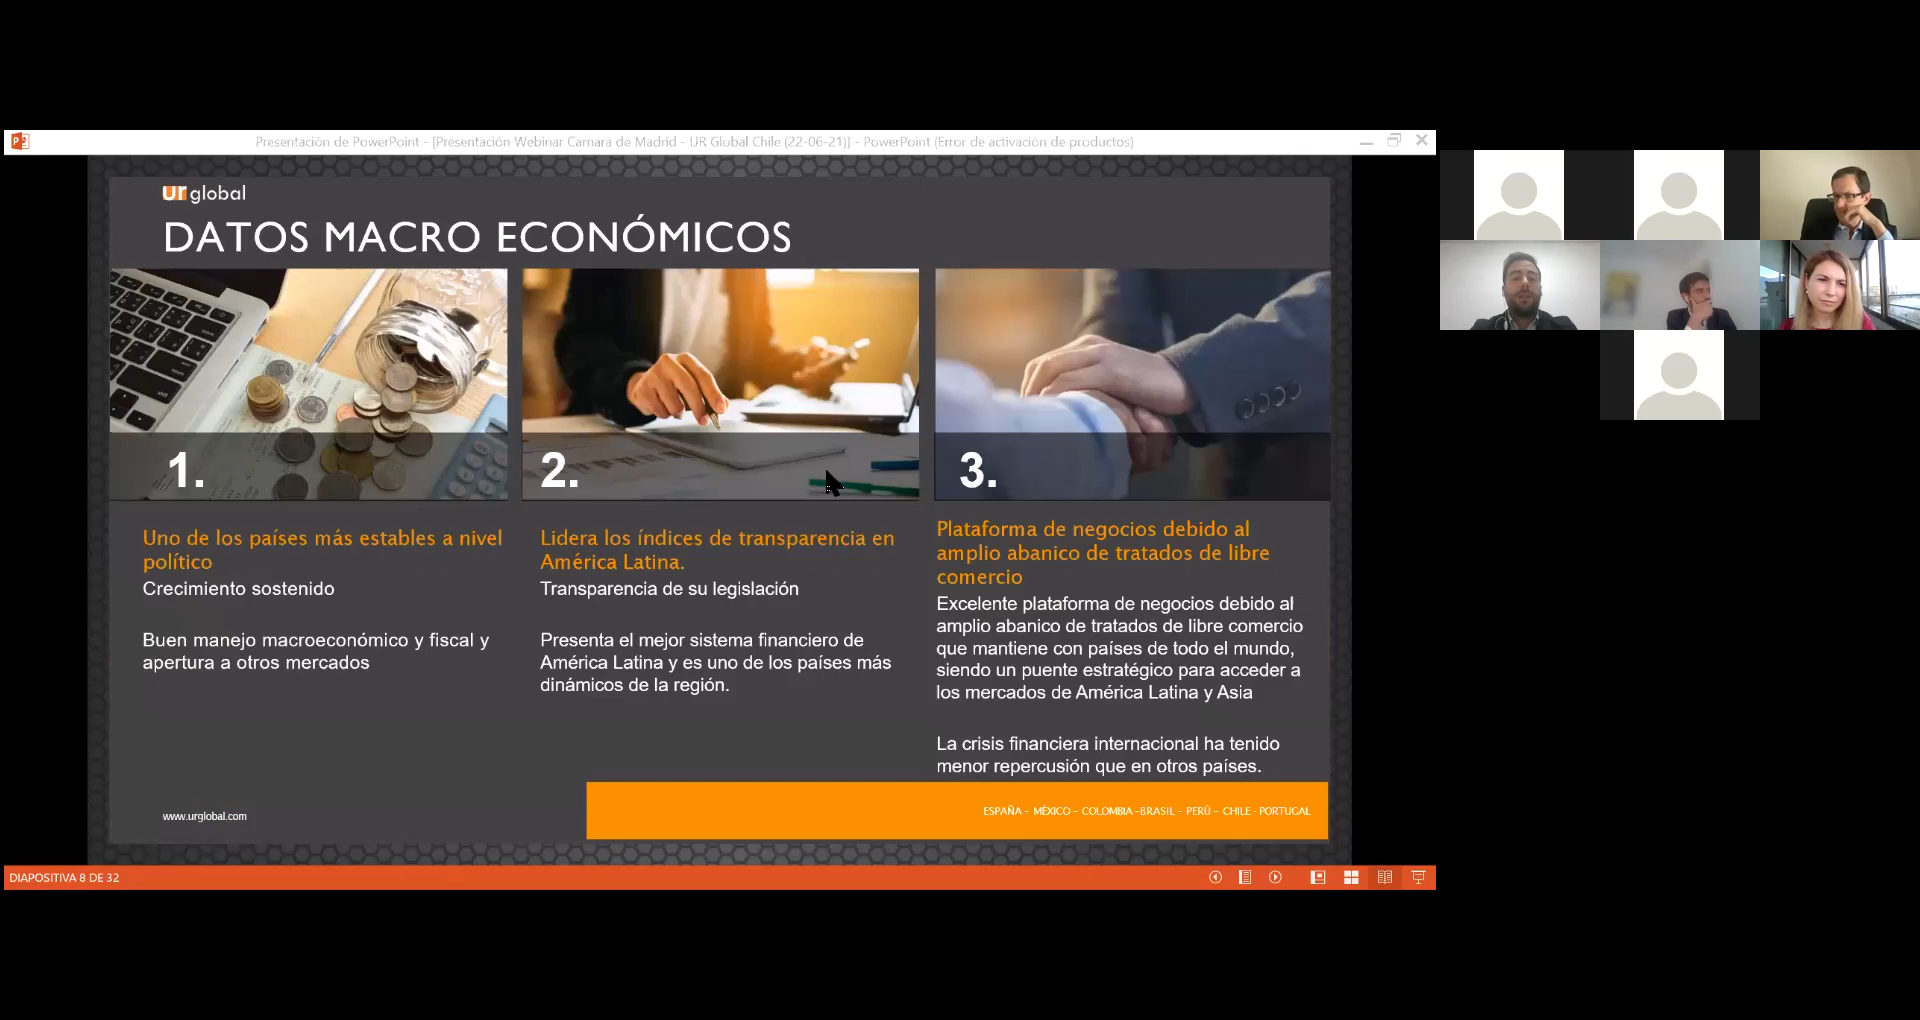 Presentación de PowerPoint - [Presentación Webinar Camara de Madrid - UR Global Chile (22-06-21)] - PowerPoint (Error de activación de productos)
ur global
DATOS MACRO ECONÓMICOS
1.
2.
3.
Uno de los países más estables a nivel
político
Crecimiento sostenido
Buen manejo macroeconómico y fiscal y
apertura a otros mercados
Lidera los índices de transparencia en
América Latina.
Transparencia de su legislación
Presenta el mejor sistema financiero de
América Latina y es uno de los países más
dinámicos de la región.
Plataforma de negocios debido al
amplio abanico de tratados de libre
comercio
Excelente plataforma de negocios debido al
amplio abanico de tratados de libre comercio
que mantiene con países de todo el mundo,
siendo un puente estratégico para acceder a
los mercados de América Latina y Asia
La crisis financiera internacional ha tenido
menor repercusión que en otros países.
www.urglobal.com
ESPAÑA – MÉXICO – COLOMBIA –BRASIL – PERÚ – CHILE - PORTUGAL
DIAPOSITIVA 8 DE 32